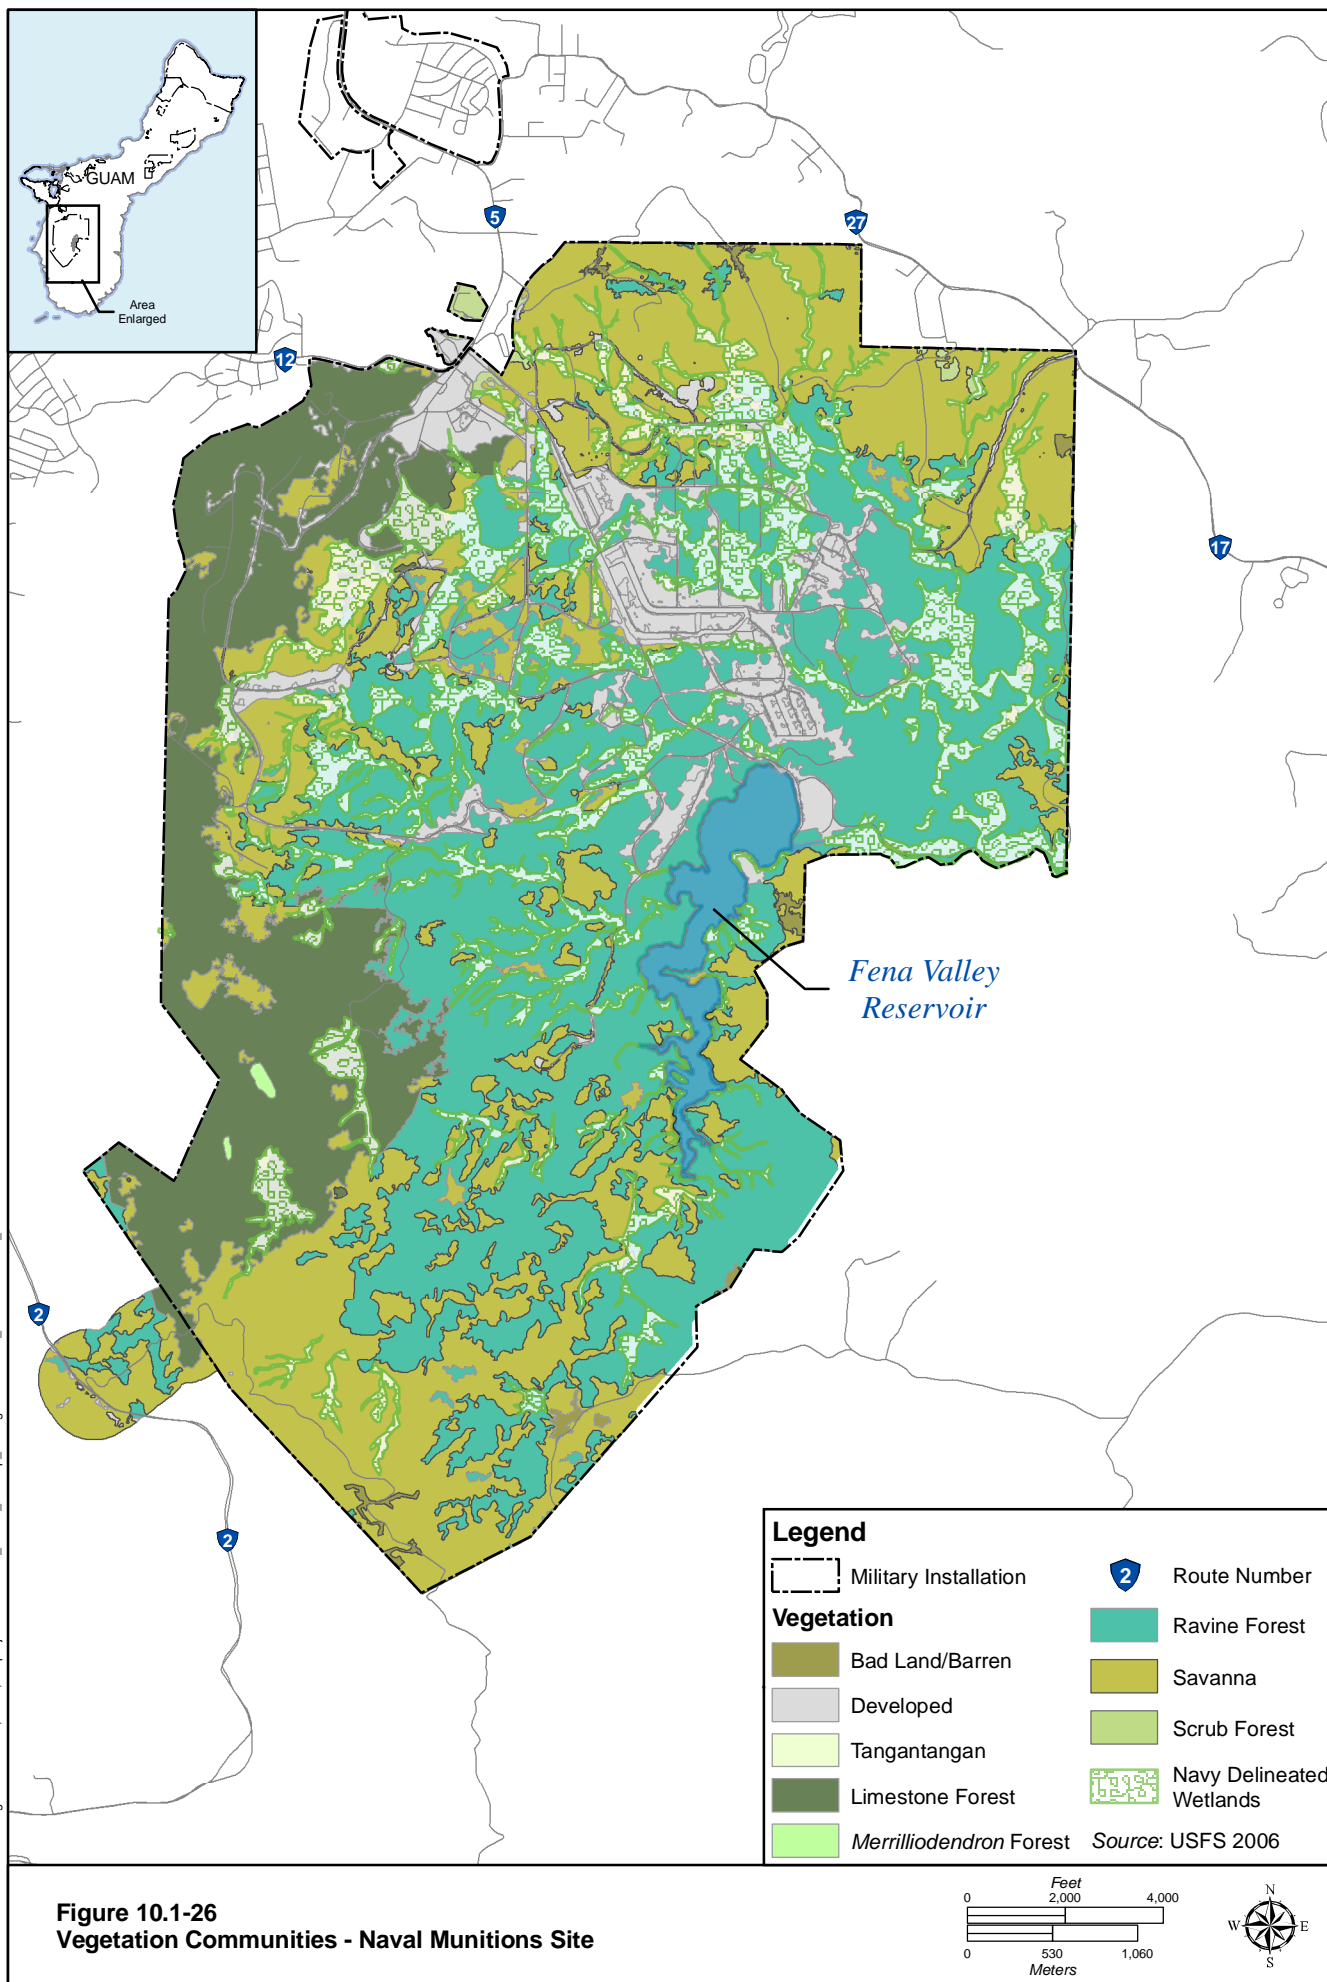 GUAM
Area
Enlarged
5
27
12
17
Fena Valley
Reservoir
2
2
Legend
Military Installation
2
Route Number
Vegetation
Bad Land/Barren
Developed
Tangantangan
Limestone Forest
Merrilliodendron Forest
Ravine Forest
Savanna
Scrub Forest
Navy Delineated
Wetlands
Source: USFS 2006
Figure 10.1-26
Vegetation Communities - Naval Munitions Site
Feet
0 2,000 4,000
0 530 1,060
Meters
N
W E
S